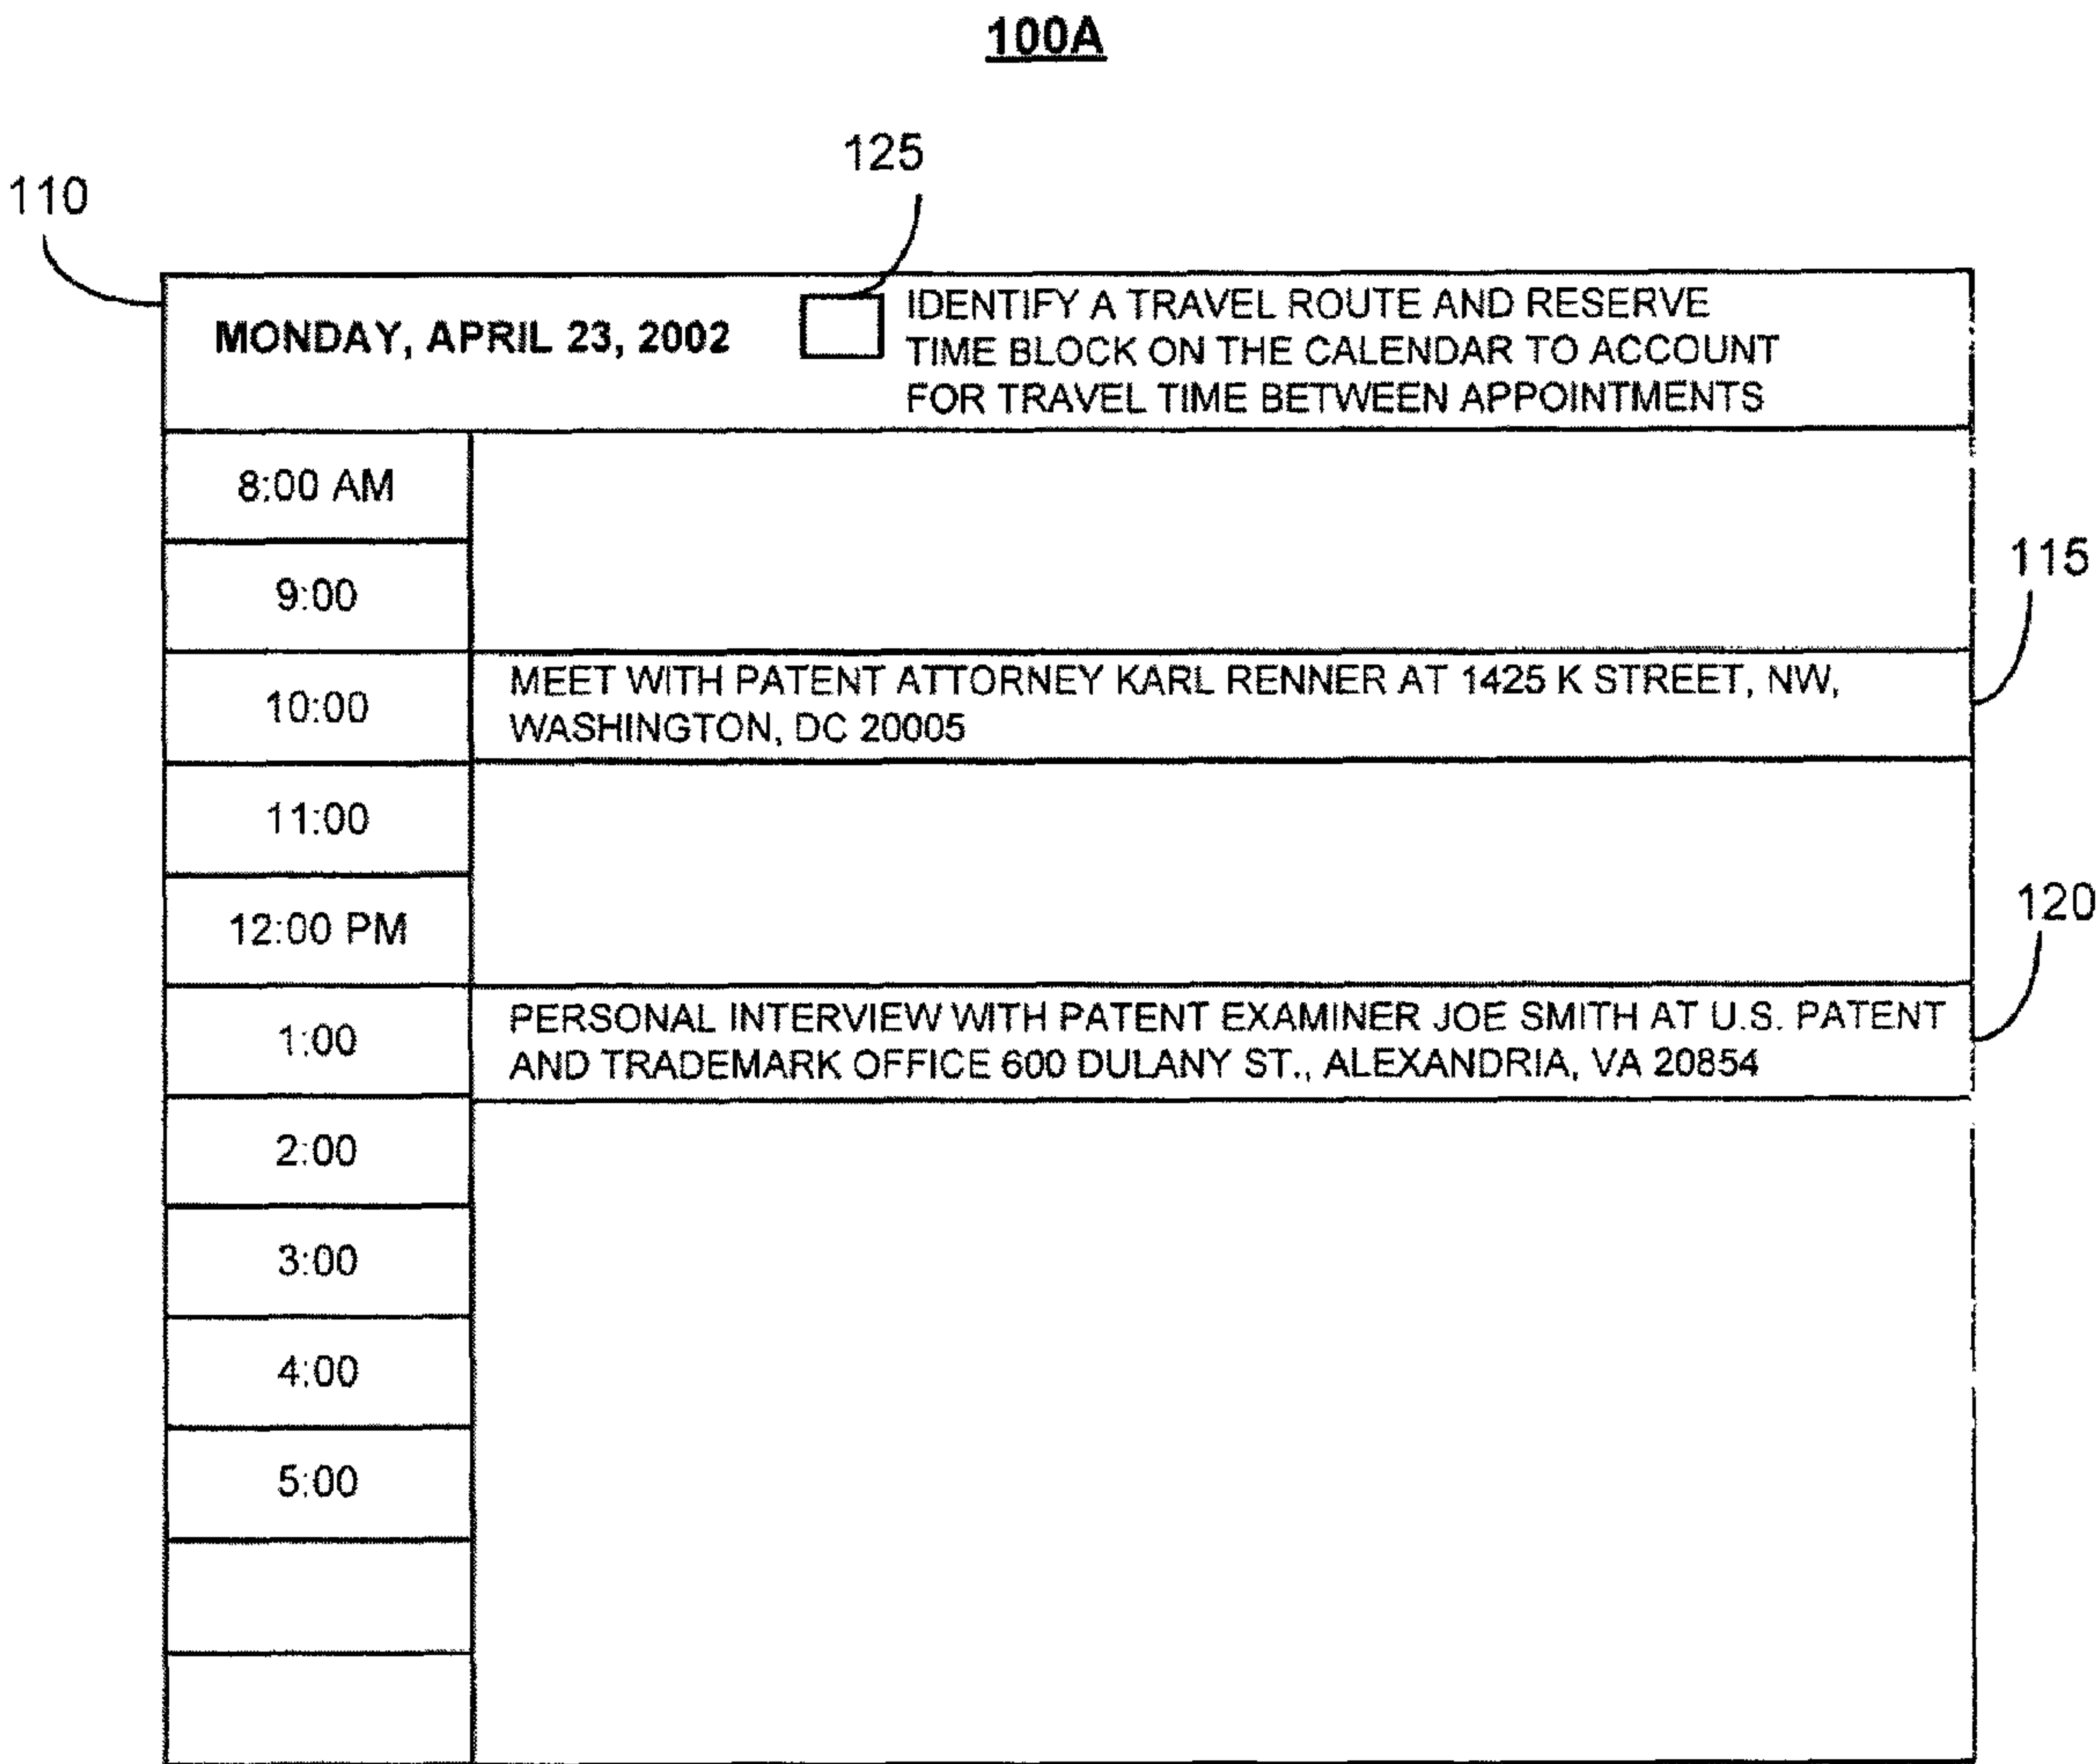 100A
125
110
MONDAY, APRIL 23, 2002
IDENTIFY A TRAVEL ROUTE AND RESERVE
TIME BLOCK ON THE CALENDAR TO ACCOUNT
FOR TRAVEL TIME BETWEEN APPOINTMENTS
8:00 AM
9:00
115
10:00
MEET WITH PATENT ATTORNEY KARL RENNER AT 1425 K STREET, NW,
WASHINGTON, DC 20005
11:00
12:00 PM
120
1:00
PERSONAL INTERVIEW WITH PATENT EXAMINER JOE SMITH AT U.S. PATENT
AND TRADEMARK OFFICE 600 DULANY ST., ALEXANDRIA, VA 20854
2:00
3:00
4:00
5:00